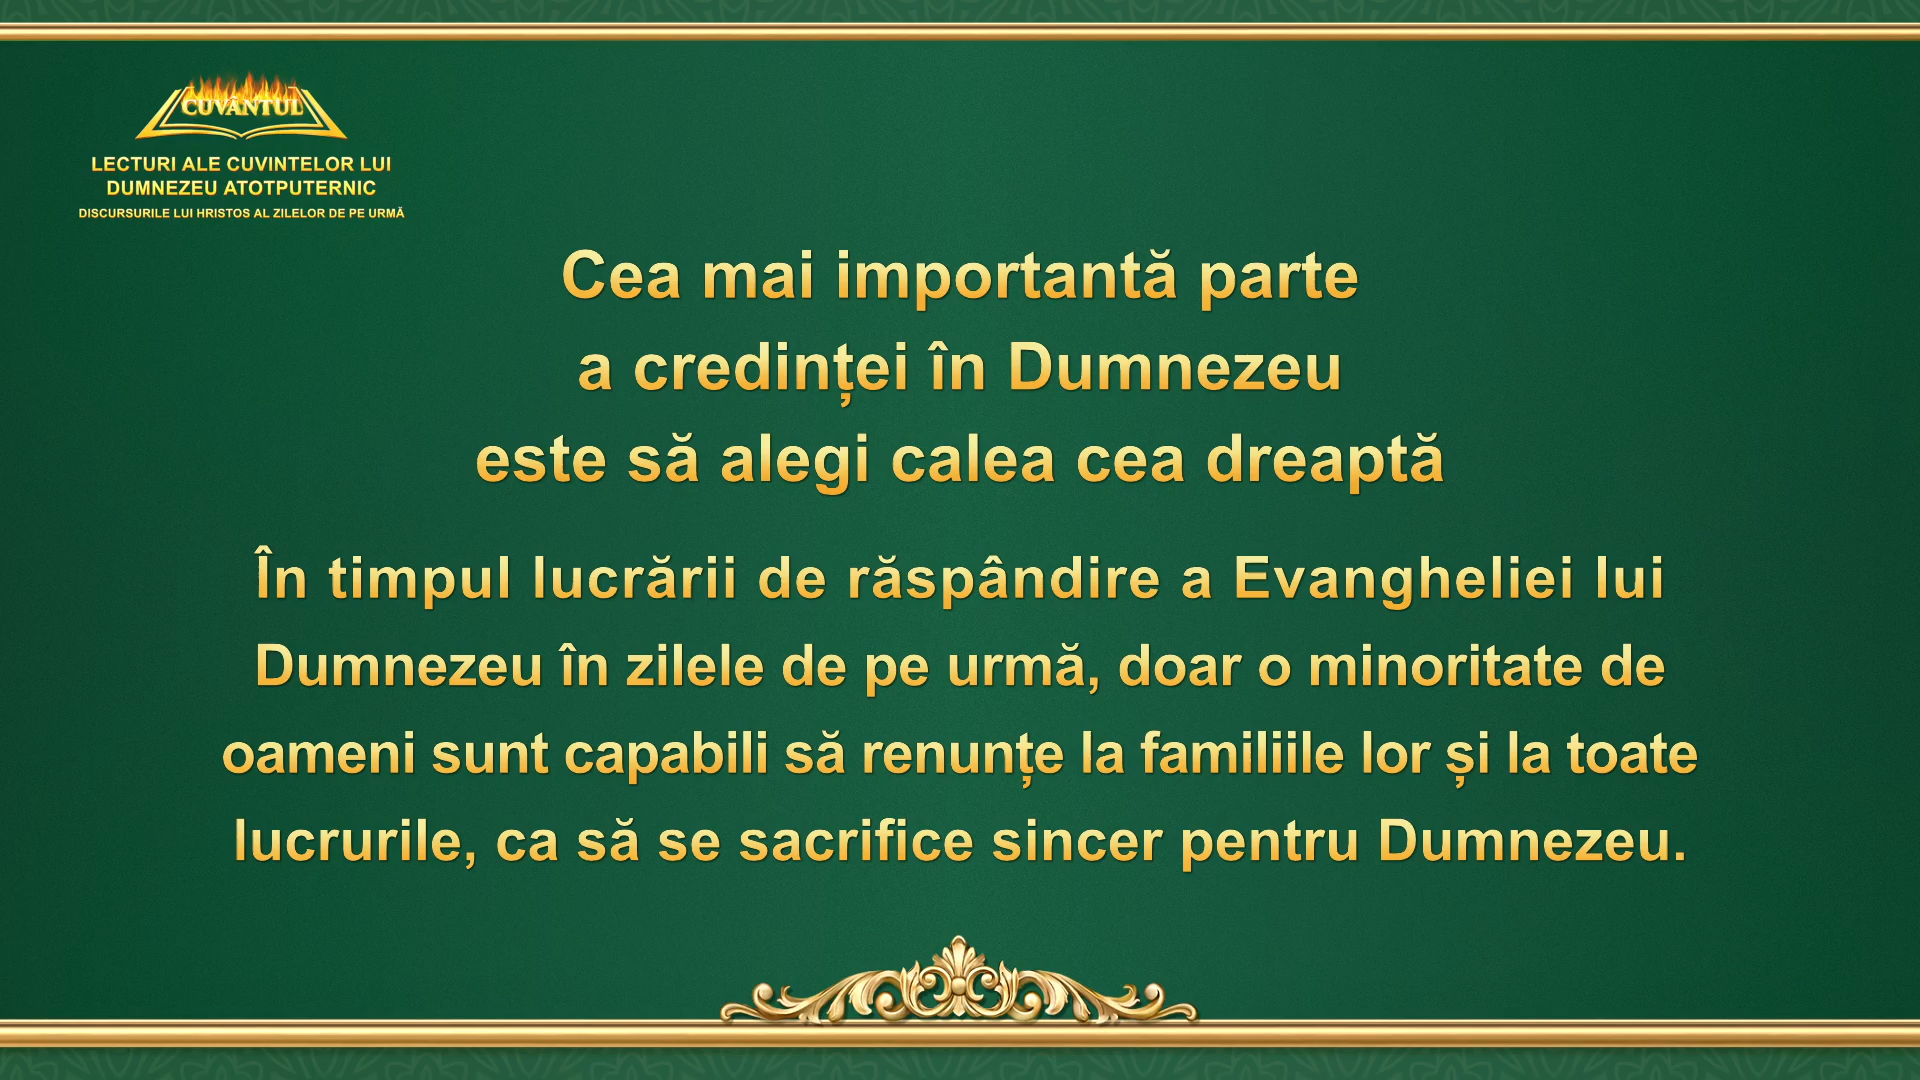 CUVÂNTUL
LECTURI ALE CUVINTELOR LUI
DUMNEZEU ATOTPUTERNIC
DISCURSURILE LUI HRISTOS AL ZILELOR DE PE URMĂ
Cea mai importantă parte
a credinței în Dumnezeu
este să alegi calea cea dreaptă
În timpul lucrării de răspândire a Evangheliei lui
Dumnezeu în zilele de pe urmă, doar o minoritate de
oameni sunt capabili să renunțe la familiile lor și la toate
lucrurile, ca să se sacrifice sincer pentru Dumnezeu.